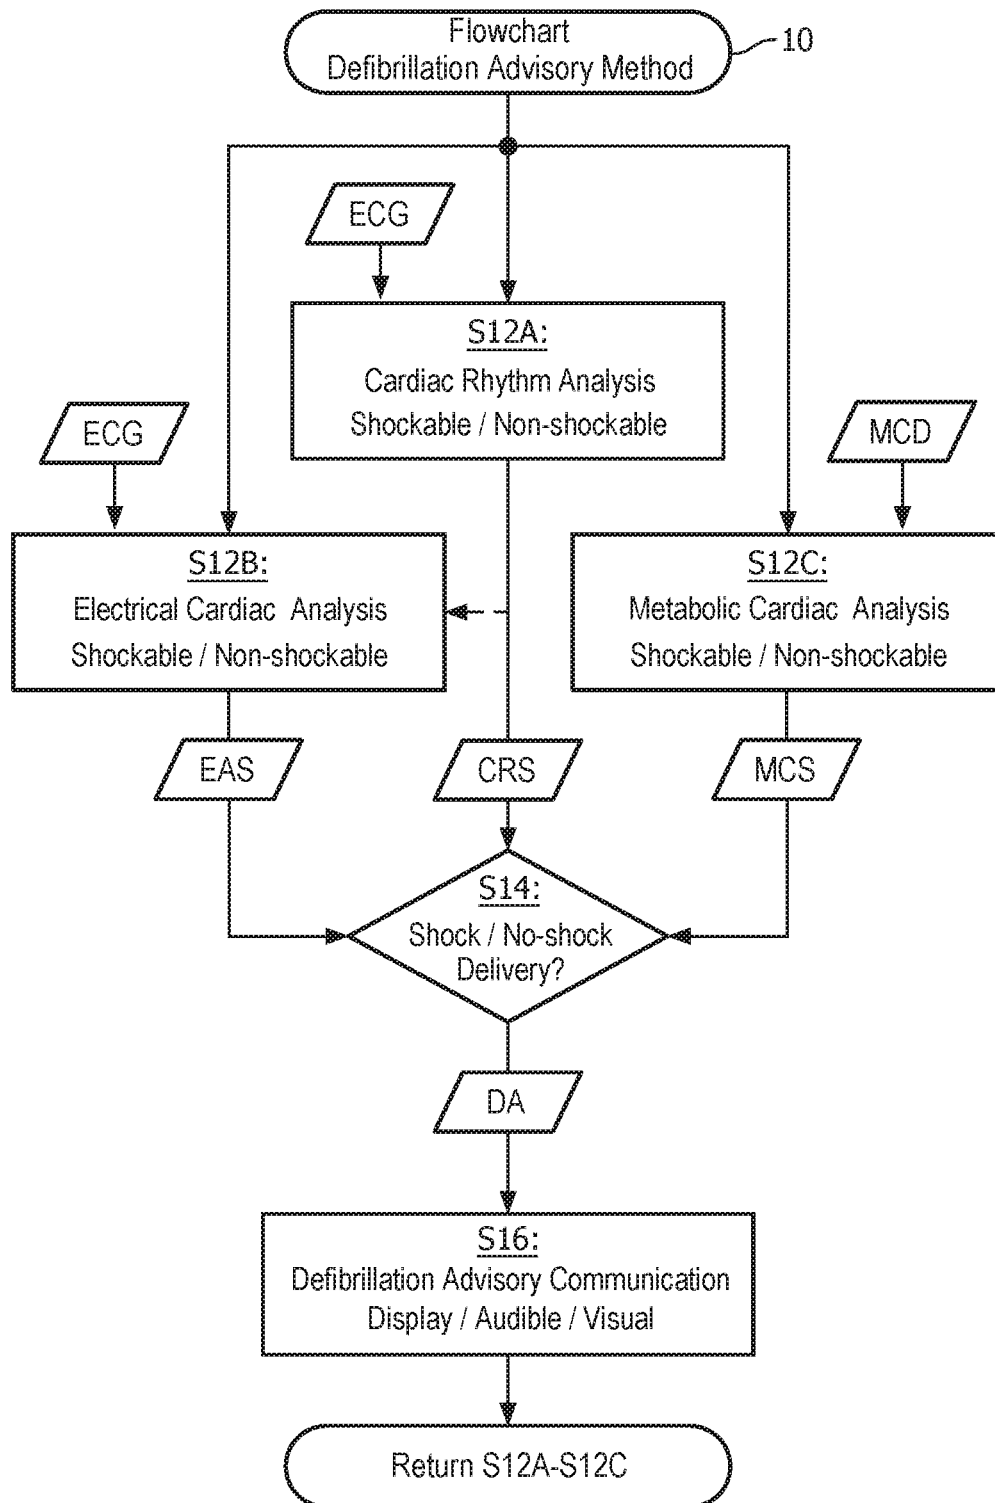 Flowchart
Defibrillation Advisory Method
10
ECG
S12A:
Cardiac Rhythm Analysis
Shockable / Non-shockable
ECG
MCD
S12B:
Electrical Cardiac Analysis
Shockable / Non-shockable
S12C:
Metabolic Cardiac Analysis
Shockable / Non-shockable
EAS
CRS
MCS
S14:
Shock / No-shock
Delivery?
DA
S16:
Defibrillation Advisory Communication
Display / Audible / Visual
Return S12A-S12C